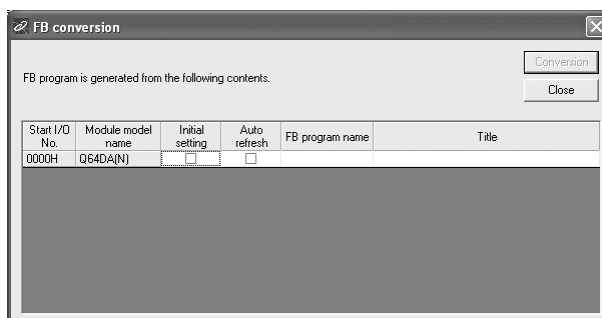 FB conversion
Conversion
FB program is generated from the following contents.
Close
Start I/O No. Module model name Initial setting Auto refresh FB program name Title
0000H Q64DA(N)